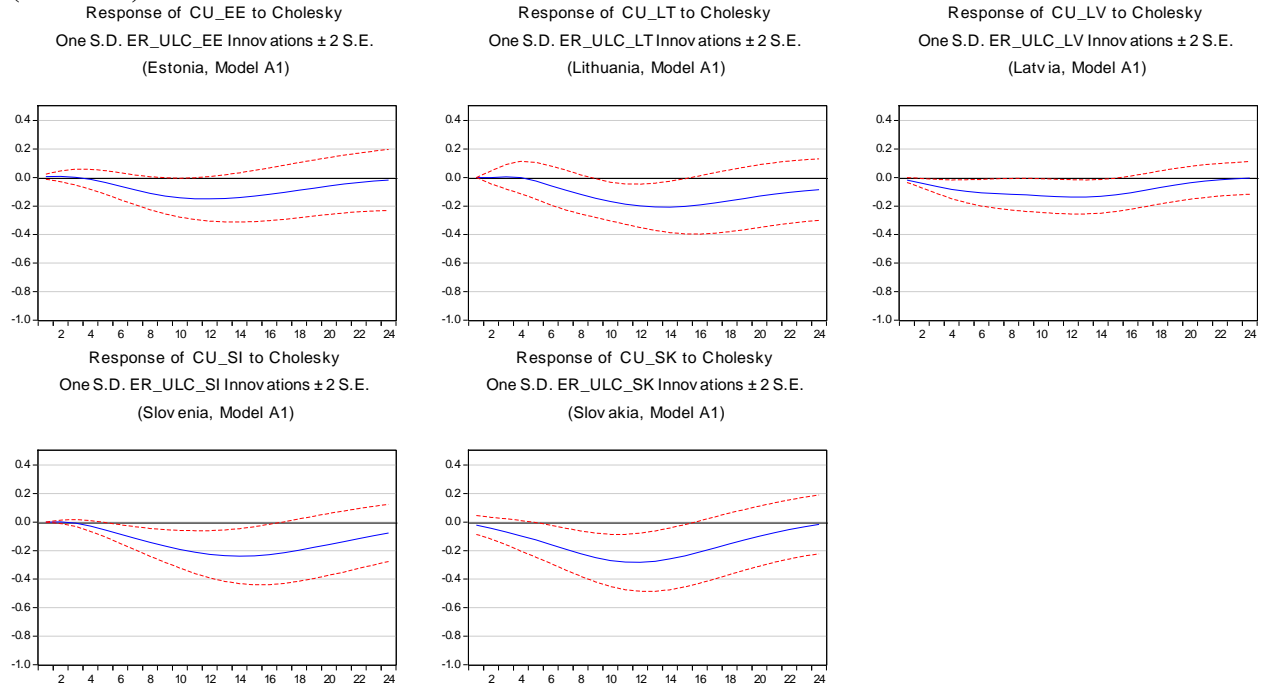 Response of CU_EE to Cholesky
One S.D. ER_ULC_EE Innovations ± 2 S.E.
(Estonia, Model A1)
0.4
0.2
0.0
-0.2
-0.4
-0.6
-0.8
-1.0
2 4 6 8 10 12 14 16 18 20 22 24
Response of CU_LT to Cholesky
One S.D. ER_ULC_LT Innovations ± 2 S.E.
(Lithuania, Model A1)
0.4
0.2
0.0
-0.2
-0.4
-0.6
-0.8
-1.0
2 4 6 8 10 12 14 16 18 20 22 24
Response of CU_LV to Cholesky
One S.D. ER_ULC_LV Innovations ± 2 S.E.
(Latvia, Model A1)
0.4
0.2
0.0
-0.2
-0.4
-0.6
-0.8
-1.0
2 4 6 8 10 12 14 16 18 20 22 24
Response of CU_SI to Cholesky
One S.D. ER_ULC_SI Innovations ± 2 S.E.
(Slovenia, Model A1)
0.4
0.2
0.0
-0.2
-0.4
-0.6
-0.8
-1.0
2 4 6 8 10 12 14 16 18 20 22 24
Response of CU_SK to Cholesky
One S.D. ER_ULC_SK Innovations ± 2 S.E.
(Slovakia, Model A1)
0.4
0.2
0.0
-0.2
-0.4
-0.6
-0.8
-1.0
2 4 6 8 10 12 14 16 18 20 22 24